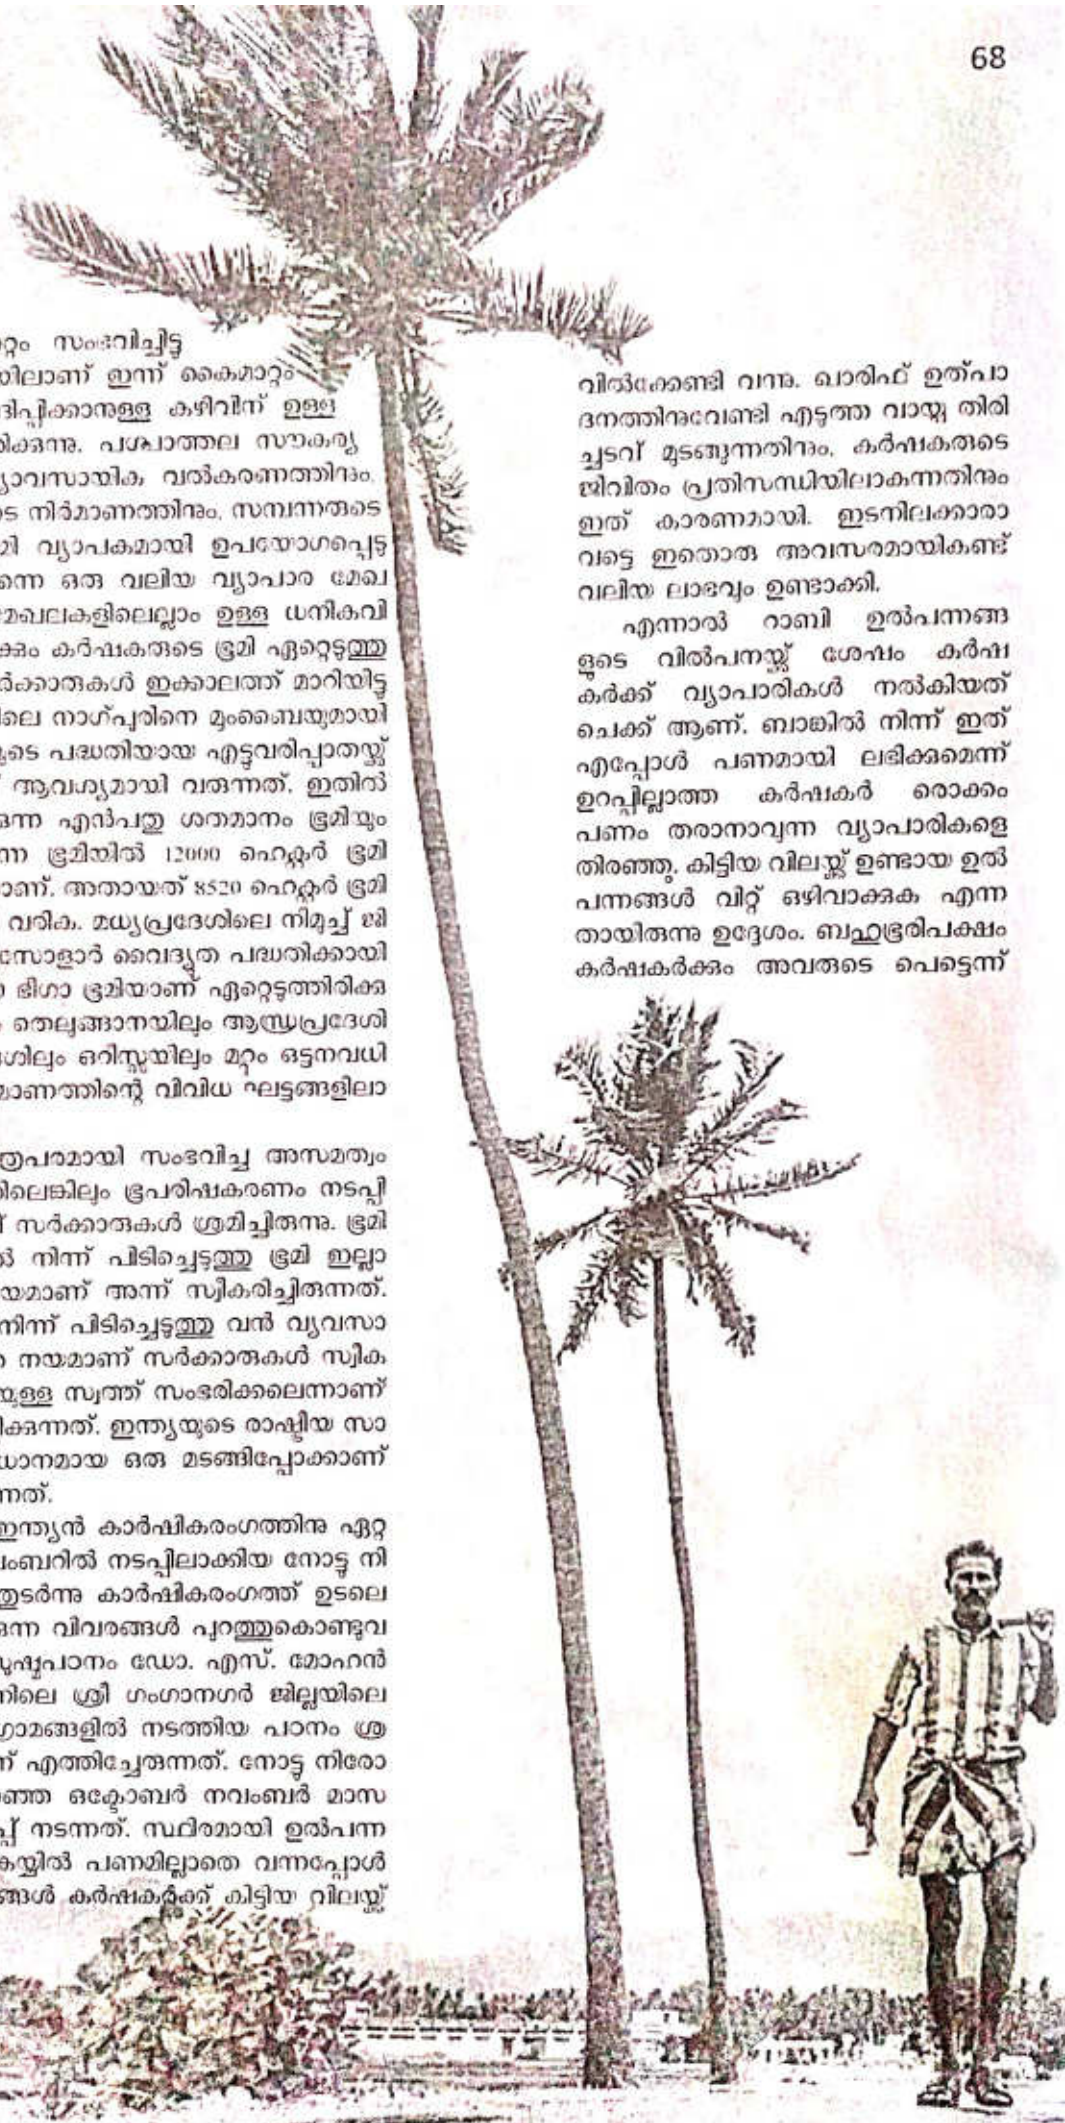 68
റ്റം സംഭവിച്ചിട്ടു
യിലാണ് ഇന്ന് കൈമാറ്റം
ദിപ്പിക്കാനുള്ള കഴിവിന് ഉള്ള
രിക്കുന്നു. പശ്ചാത്തല സൗകര്യ
്യാവസായിക വൽകരണത്തിനും,
ടെ നിർമാണത്തിനും, സമ്പന്നരുടെ
മി വ്യാപകമായി ഉപയോഗപ്പെട്ടു
ന്നെ ഒരു വലിയ വ്യാപാര മേഖ
മേഖലകളിലെല്ലാം ഉള്ള ധനികവി
ക്കും കർഷകരുടെ ഭൂമി ഏറ്റെടുത്തു
ർക്കാരുകൾ ഇക്കാലത്ത് മാറിയിട്ടു
ിലെ നാഗ്പൂരിനെ മുംബൈയുമായി
ുടെ പദ്ധതിയായ എട്ടുവരിപ്പാതയ്ക്ക്
ആവശ്യമായി വരുന്നത്. ഇതിൽ
ുന്ന എൻപതു ശതമാനം ഭൂമിയും
ന്ന ഭൂമിയിൽ 12000 ഹെക്ടർ ഭൂമി
ാണ്. അതായത് 8520 ഹെക്ടർ ഭൂമി
വരിക. മധ്യപ്രദേശിലെ നിമുച്ച് ജി
സോളാർ വൈദ്യുത പദ്ധതിക്കായി
ഭീഗാ ഭൂമിയാണ് ഏറ്റെടുത്തിരിക്കു
തെലുങ്ങാനയിലും ആന്ധ്രപ്രദേശി
ശിലും ഒറിസ്സയിലും മറ്റം ഒട്ടനവധി
മാണത്തിന്റെ വിവിധ ഘട്ടങ്ങളിലാ
ത്രപരമായി സംഭവിച്ച അസമത്വം
ിലെങ്കിലും ഭൂപരിഷകരണം നടപ്പി
സർക്കാരുകൾ ശ്രമിച്ചിരുന്നു. ഭൂമി
ൽ നിന്ന് പിടിച്ചെടുത്തു ഭൂമി ഇല്ലാ
യമാണ് അന്ന് സ്വീകരിച്ചിരുന്നത്.
നിന്ന് പിടിച്ചെടുത്തു വൻ വ്യവസാ
നയമാണ് സർക്കാരുകൾ സ്വീക
യുള്ള സ്വത്ത് സംഭരിക്കലെന്നാണ്
ിക്കുന്നത്. ഇന്ത്യയുടെ രാഷ്ട്രീയ സാ
ധാനമായ ഒരു മടങ്ങിപ്പോക്കാണ്
ന്നത്.
ഇന്ത്യൻ കാർഷികരംഗത്തിനു ഏറ്റ
ംബറിൽ നടപ്പിലാക്കിയ നോട്ടു നി
തുടർന്നു കാർഷികരംഗത്ത് ഉടലെ
ുന്ന വിവരങ്ങൾ പുറത്തുകൊണ്ടുവ
ഡോ. എസ്. മോഹൻ
നിലെ ശ്രീ ഗംഗാനഗർ ജില്ലയിലെ
ഗ്രാമങ്ങളിൽ നടത്തിയ പഠനം ശ്ര
ന് എത്തിച്ചേരുന്നത്. നോട്ടു നിരോ
ഞ്ഞ ഒക്ടോബർ നവംബർ മാസ
പ്പ് നടന്നത്. സ്ഥിരമായി ഉൽപന്ന
കയ്യിൽ പണമില്ലാതെ വന്നപ്പോൾ
ങ്ങൾ കർഷകർക്ക് കിട്ടിയ വിലയ്ക്ക്
വിൽക്കേണ്ടി വന്നു. ഖാരിഫ് ഉത്പാ
ദനത്തിനുവേണ്ടി എടുത്ത വായ്പ തിരി
ച്ചടവ് മുടങ്ങുന്നതിനും, കർഷകരുടെ
ജീവിതം പ്രതിസന്ധിയിലാകുന്നതിനും
ഇത് കാരണമായി. ഇടനിലക്കാരാ
വട്ടെ ഇതൊരു അവസരമായികണ്ട്
വലിയ ലാഭവും ഉണ്ടാക്കി.
എന്നാൽ റാബി ഉൽപന്നങ്ങ
ളുടെ വിൽപനയ്ക്ക് ശേഷം കർഷ
കർക്ക് വ്യാപാരികൾ നൽകിയത്
ചെക്ക് ആണ്. ബാങ്കിൽ നിന്ന് ഇത്
എപ്പോൾ പണമായി ലഭിക്കുമെന്ന്
ഉറപ്പില്ലാത്ത കർഷകർ രൊക്കം
പണം തരാനാവുന്ന വ്യാപാരികളെ
തിരഞ്ഞു. കിട്ടിയ വിലയ്ക്ക് ഉണ്ടായ ഉൽ
പന്നങ്ങൾ വിറ്റ് ഒഴിവാക്കുക എന്ന
തായിരുന്നു ഉദ്ദേശം. ബഹുഭൂരിപക്ഷം
കർഷകർക്കും അവരുടെ പെട്ടെന്ന്